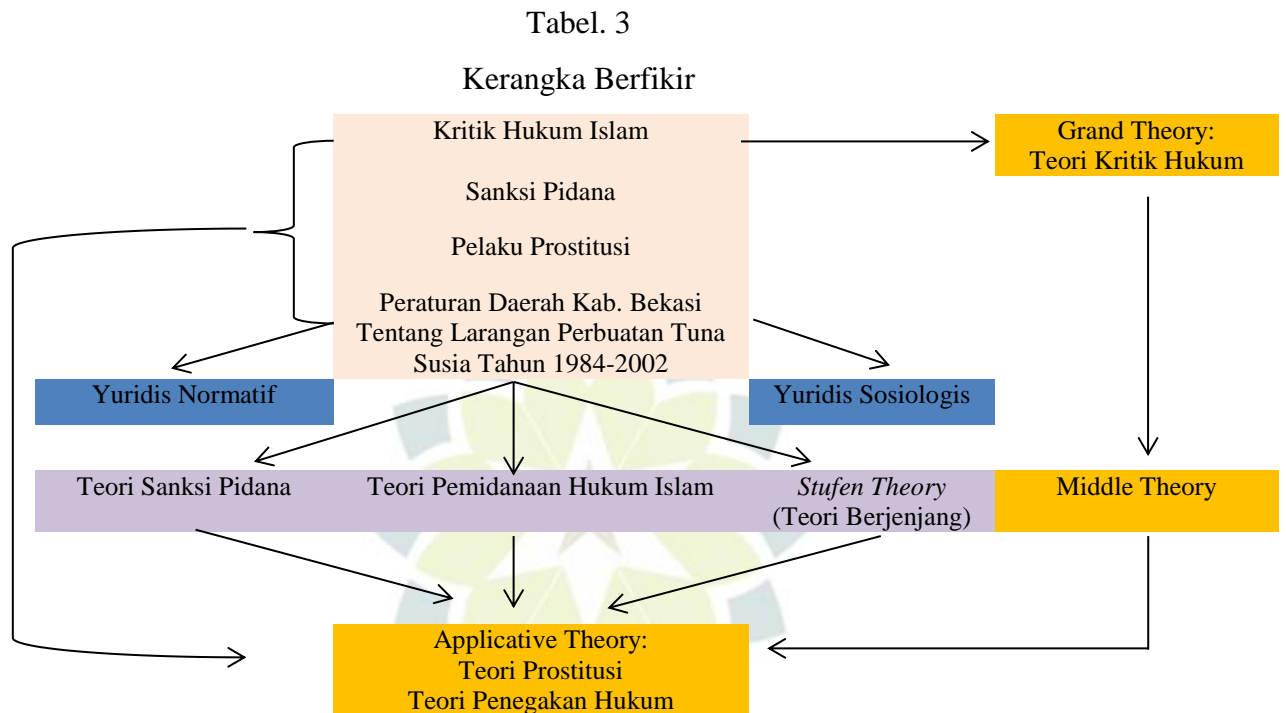 Tabel. 3
Kerangka Berfikir
Kritik Hukum Islam
Grand Theory:
Teori Kritik Hukum
Sanksi Pidana
Pelaku Prostitusi
Peraturan Daerah Kab. Bekasi
Tentang Larangan Perbuatan Tuna
Susia Tahun 1984-2002
Yuridis Normatif
Yuridis Sosiologis
Teori Sanksi Pidana
Teori Pemidanaan Hukum Islam
Stufen Theory
(Teori Berjenjang)
Middle Theory
Applicative Theory:
Teori Prostitusi
Teori Penegakan Hukum